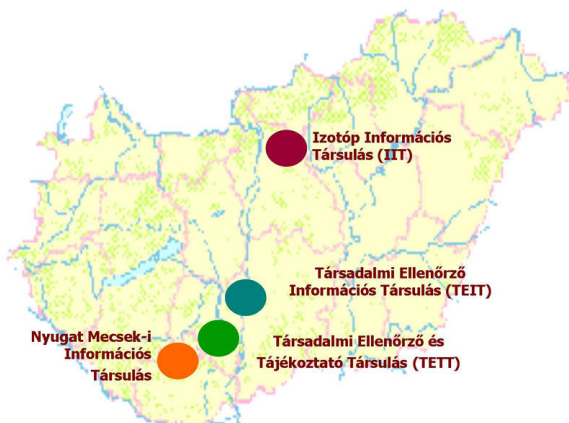 Izotóp Információs
Társulás (IIT)
Társadalmi Ellenőrző
Információs Társulás (TEIT)
Nyugat Mecsek-i
Információs
Társulás
Társadalmi Ellenőrző és
Tájékoztató Társulás (TETT)